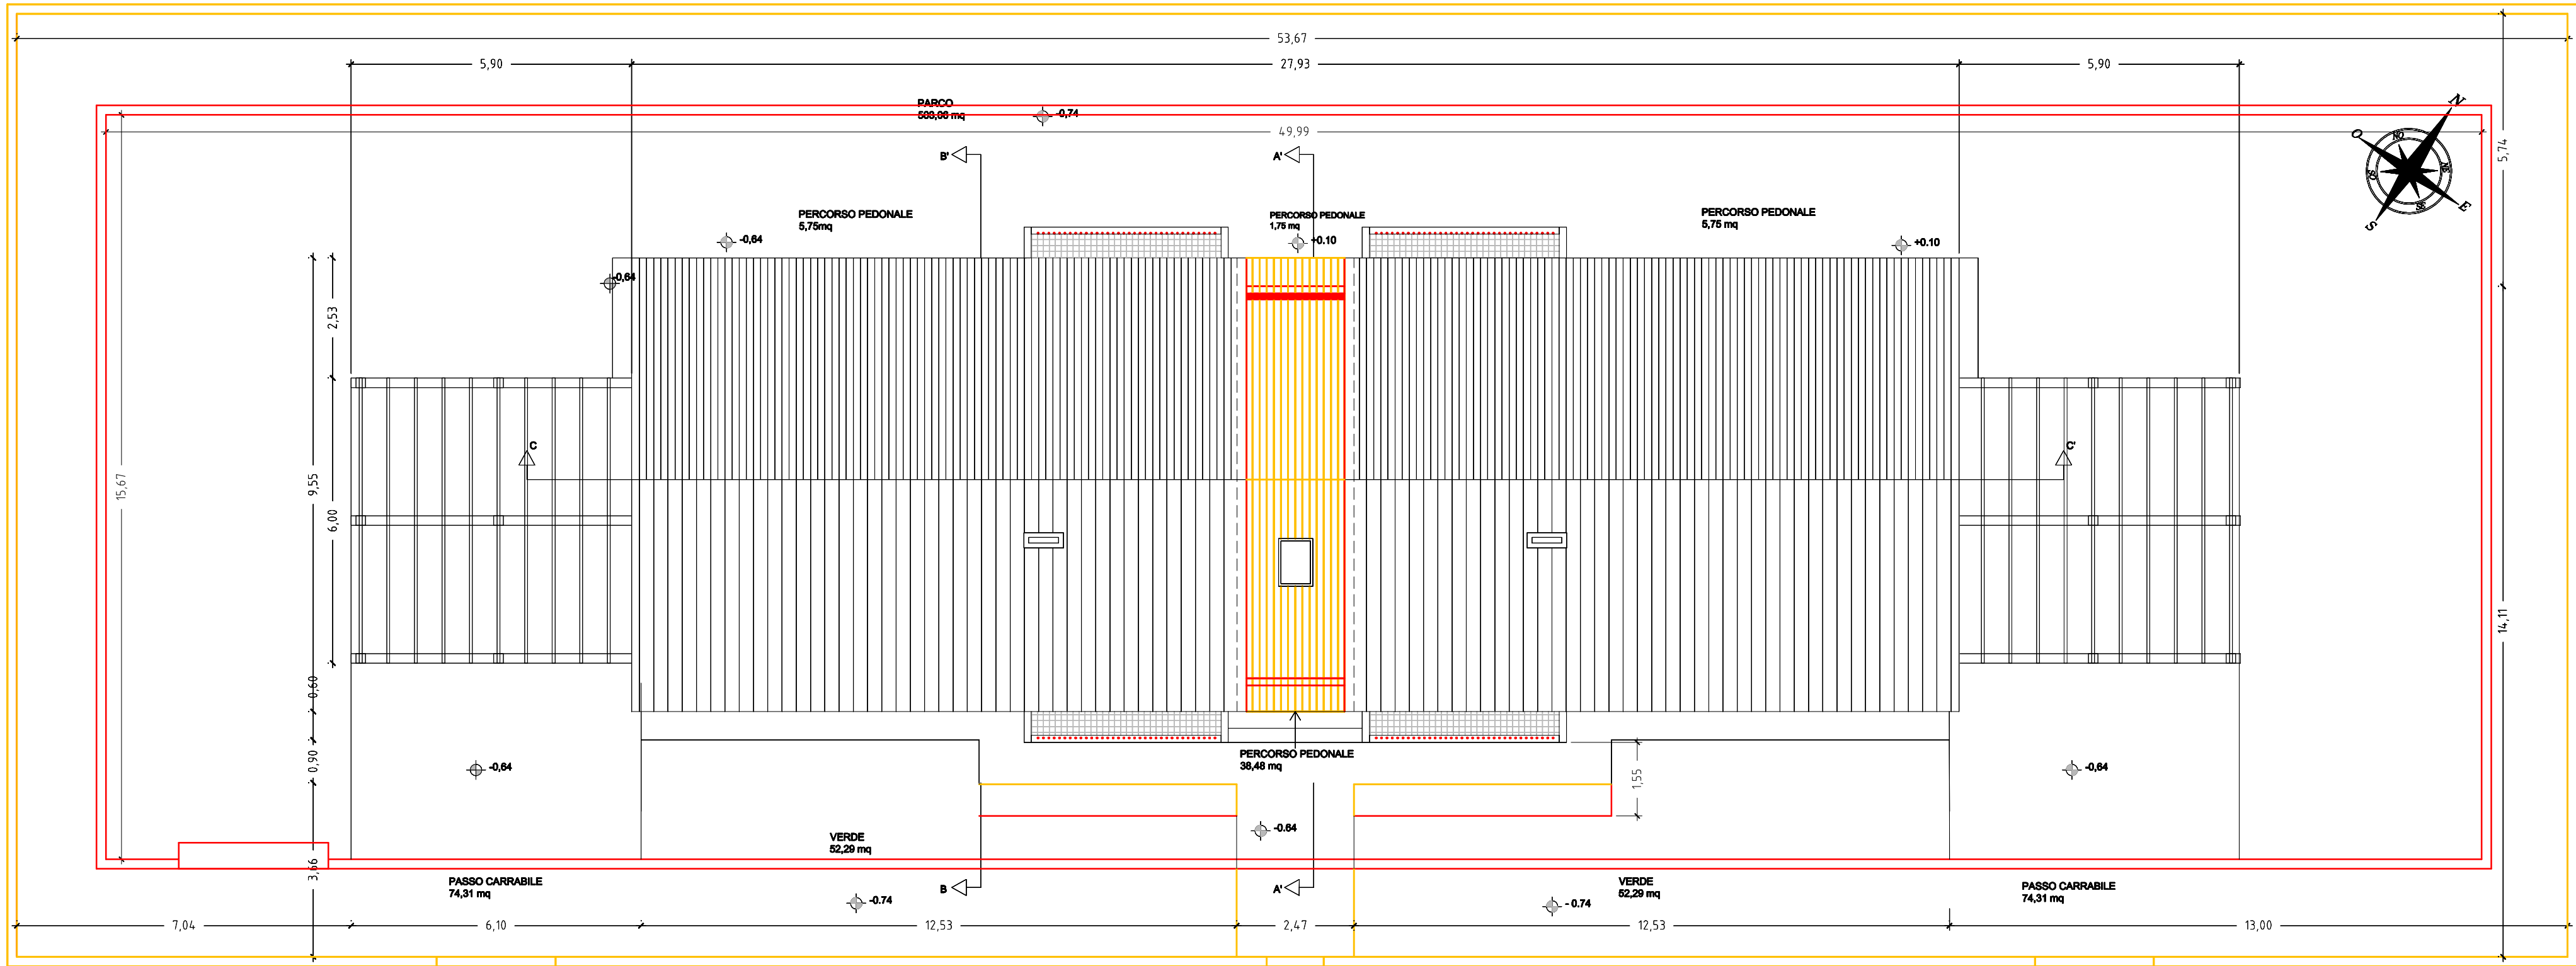 53,67
5,90
27,93
5,90
PARCO
-0,74
49,99
N
O
NO
NE
SO
SE
E
S
5,74
B'
A'
PERCORSO PEDONALE
5,75mq
-0,64
PERCORSO PEDONALE
1,75 mq
+0.10
PERCORSO PEDONALE
5,75 mq
+0.10
-0,64
2,53
C
C'
15,67
9,55
6,00
14,11
0,60
0,90
PERCORSO PEDONALE
38,48 mq
-0,64
-0,64
1,55
-0.64
VERDE
52,29 mq
3,66
PASSO CARRABILE
74,31 mq
B
A'
VERDE
52,29 mq
PASSO CARRABILE
74,31 mq
-0.74
- 0.74
7,04
6,10
12,53
2,47
12,53
13,00